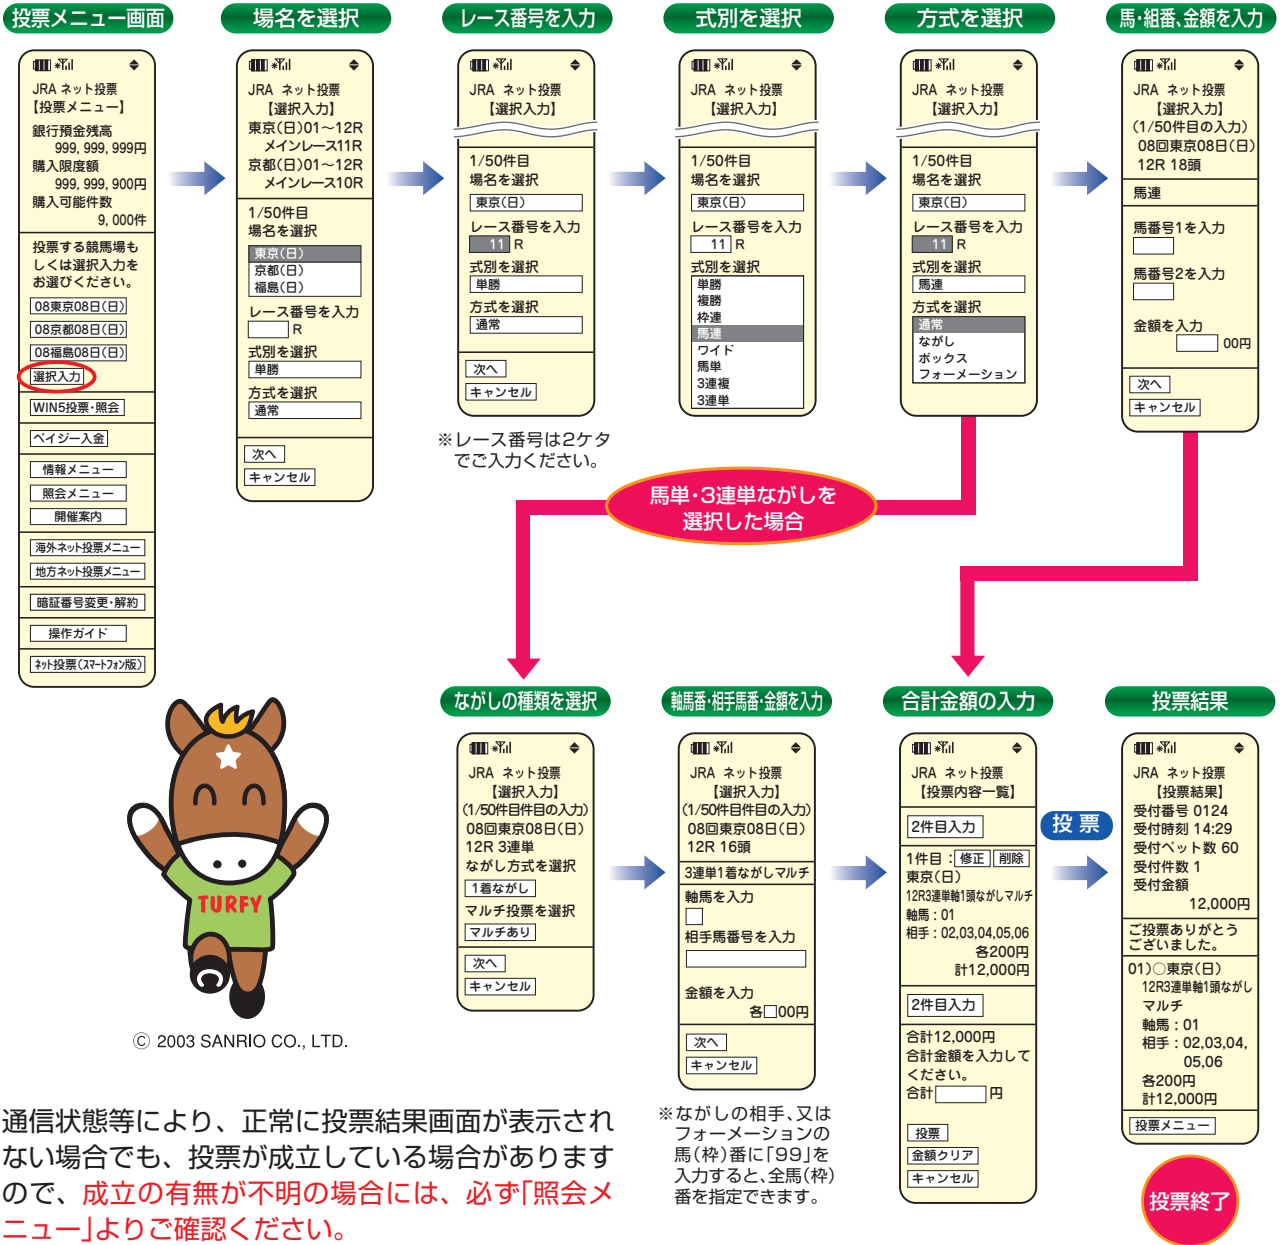 投票メニュー画面
JRA ネット投票
【投票メニュー】
銀行預金残高
999,999,999円
購入限度額
999,999,900円
購入可能件数
9,000件
投票する競馬場も
しくは選択入力を
お選びください。
08東京08日(日)
08京都08日(日)
08福島08日(日)
選択入力
WIN5投票・照会
ペイジー入金
情報メニュー
照会メニュー
開催案内
海外ネット投票メニュー
地方ネット投票メニュー
暗証番号変更・解約
操作ガイド
ネット投票(スマートフォン版)
場名を選択
JRA ネット投票
【選択入力】
東京(日)01～12R
メインレース11R
京都(日)01～12R
メインレース10R
1/50件目
場名を選択
東京(日)
京都(日)
福島(日)
レース番号を入力
R
式別を選択
単勝
方式を選択
通常
次へ
キャンセル
レース番号を入力
JRA ネット投票
【選択入力】
1/50件目
場名を選択
東京(日)
レース番号を入力
11 R
式別を選択
単勝
方式を選択
通常
次へ
キャンセル
※レース番号は2ケタ
でご入力ください。
式別を選択
JRA ネット投票
【選択入力】
1/50件目
場名を選択
東京(日)
レース番号を入力
11 R
式別を選択
単勝
複勝
枠連
馬連
ワイド
馬単
3連複
3連単
方式を選択
JRA ネット投票
【選択入力】
1/50件目
場名を選択
東京(日)
レース番号を入力
11 R
式別を選択
馬連
方式を選択
通常
ながし
ボックス
フォーメーション
馬・組番、金額を入力
JRA ネット投票
【選択入力】
(1/50件目の入力)
08回東京08日(日)
12R 18頭
馬連
馬番号1を入力
馬番号2を入力
金額を入力
00円
次へ
キャンセル
馬単・3連単ながしを
選択した場合
ながしの種類を選択
JRA ネット投票
【選択入力】
(1/50件目件目の入力)
08回東京08日(日)
12R 3連単
ながし方式を選択
1着ながし
マルチ投票を選択
マルチあり
次へ
キャンセル
軸馬番・相手馬番・金額を入力
JRA ネット投票
【選択入力】
(1/50件目件目の入力)
08回東京08日(日)
12R 16頭
3連単1着ながしマルチ
軸馬を入力
相手馬番号を入力
金額を入力
各□00円
次へ
キャンセル
※ながしの相手、又は
フォーメーションの
馬(枠)番に「99」を
入力すると、全馬(枠)
番を指定できます。
合計金額の入力
JRA ネット投票
【投票内容一覧】
2件目入力
1件目：修正 削除
東京(日)
12R3連単軸1頭ながしマルチ
軸馬：01
相手：02,03,04,05,06
各200円
計12,000円
2件目入力
合計12,000円
合計金額を入力して
ください。
合計 円
投票
金額クリア
キャンセル
投票
投票結果
JRA ネット投票
【投票結果】
受付番号 0124
受付時刻 14:29
受付ベット数 60
受付件数 1
受付金額
12,000円
ご投票ありがとう
ございました。
01)○東京(日)
12R3連単軸1頭ながし
マルチ
軸馬：01
相手：02,03,04,
05,06
各200円
計12,000円
投票メニュー
投票終了
TURFY
Ⓒ 2003 SANRIO CO., LTD.
通信状態等により、正常に投票結果画面が表示され
ない場合でも、投票が成立している場合があります
ので、成立の有無が不明の場合には、必ず「照会メ
ニュー」よりご確認ください。